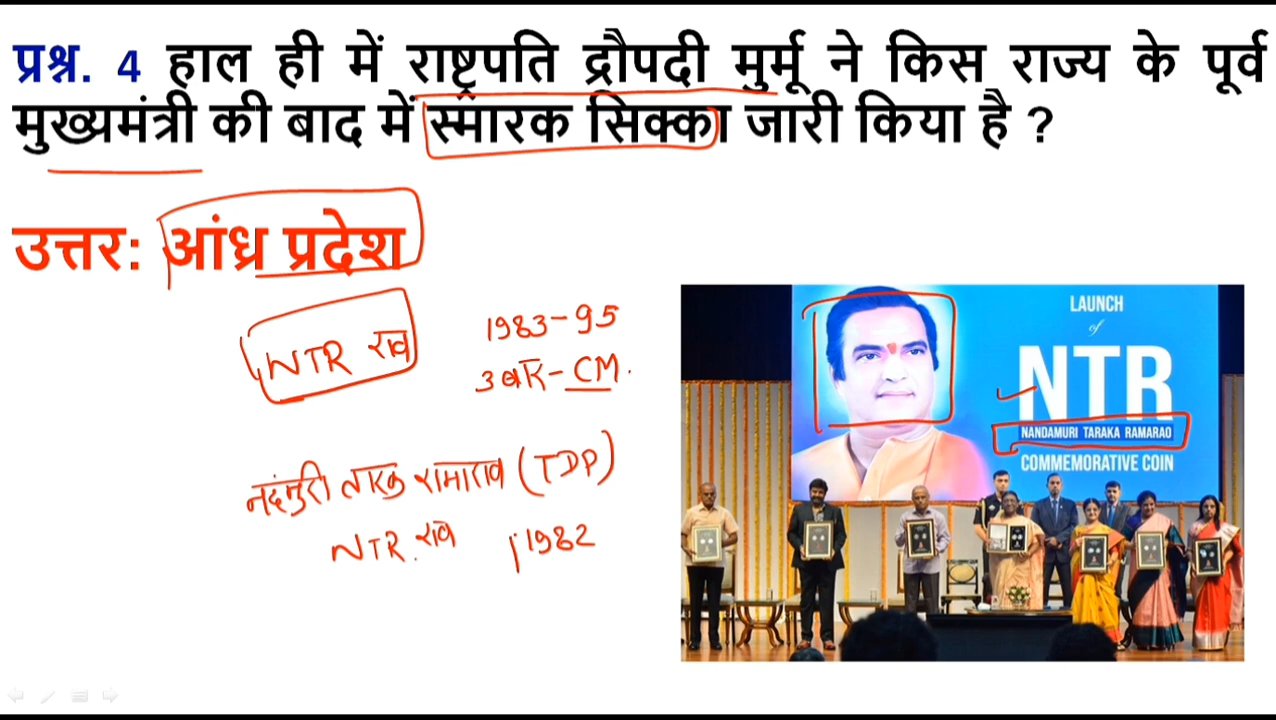 प्रश्न. 4 हाल ही में राष्ट्रपति द्रौपदी मुर्मू ने किस राज्य के पूर्व
मुख्यमंत्री की बाद में स्मारक सिक्का जारी किया है ?
उत्तर: आंध्र प्रदेश
NTR राव
1983-95
3 बार - CM.
नंदमुरी तारक रामाराव (TDP)
NTR. राव
1982
LAUNCH
of
NTR
NANDAMURI TARAKA RAMARAO
COMMEMORATIVE COIN